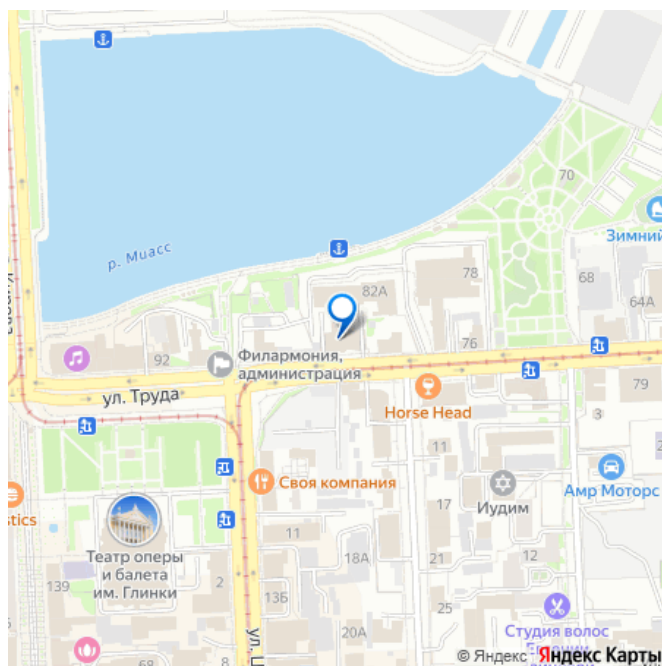 70
Зимний
р. Миасс
78
68
82А
64А
76
92
Филармония,
администрация
ул. Труда
79
Horse Head
3
11
Своя компания
Амр Моторс
17
Иудим
stics
11
Театр оперы
и балета
им. Глинки
18А
12
139
2
13Б
25
20А
Студия волос
© Яндекс Яндекс Карты